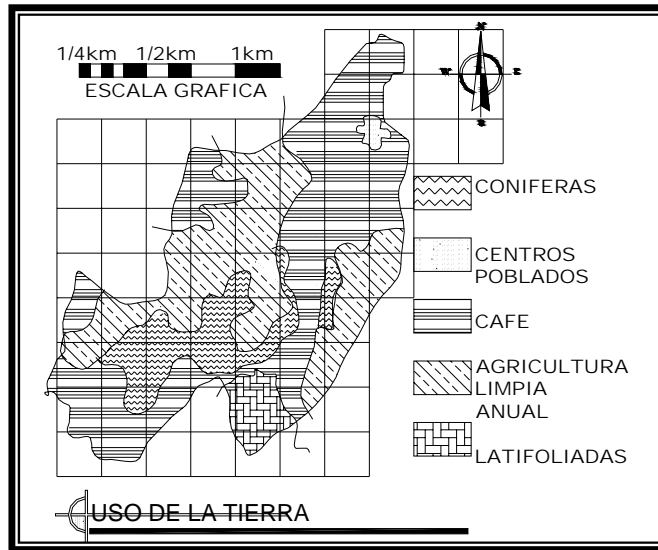 1/4km 1/2km 1km
ESCALA GRAFICA
CONIFERAS
CENTROS
POBLADOS
CAFE
AGRICULTURA
LIMPIA
ANUAL
LATIFOLIADAS
USO DE LA TIERRA